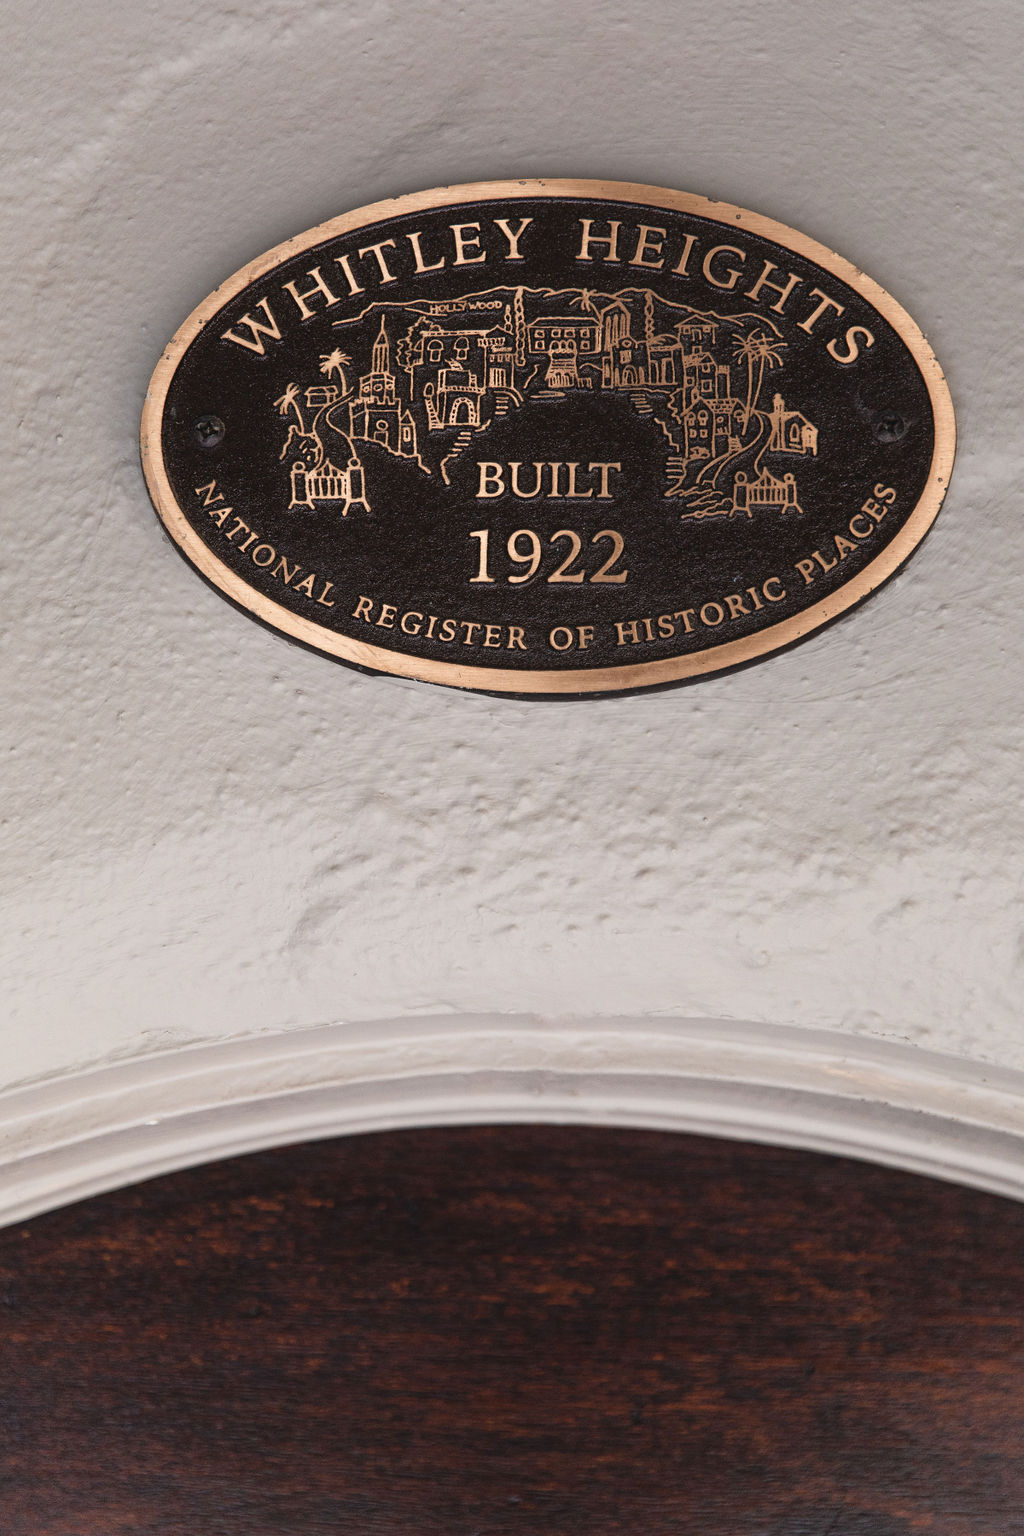 WHITLEY HEIGHTS
HOLLYWOOD
BUILT
1922
NATIONAL REGISTER OF HISTORIC PLACES